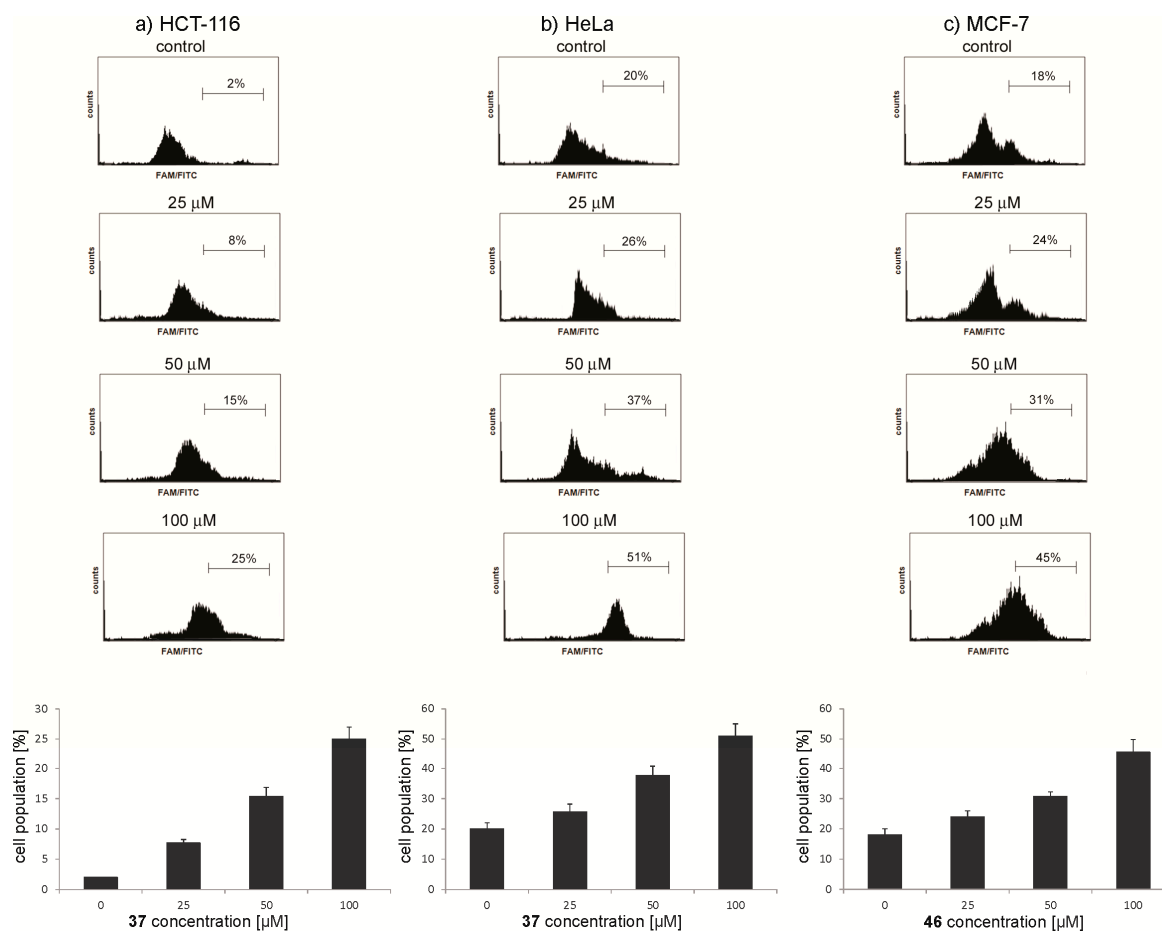 a) HCT-116
control
2%
counts
FAM/FITC
25 µM
8%
counts
FAM/FITC
50 µM
15%
counts
FAM/FITC
100 µM
25%
counts
FAM/FITC
b) HeLa
control
20%
counts
FAM/FITC
25 µM
26%
counts
FAM/FITC
50 µM
37%
counts
FAM/FITC
100 µM
51%
counts
FAM/FITC
c) MCF-7
control
18%
counts
FAM/FITC
25 µM
24%
counts
FAM/FITC
50 µM
31%
counts
FAM/FITC
100 µM
45%
counts
FAM/FITC
cell population [%]
30
25
20
15
10
5
0
0 25 50 100
37 concentration [µM]
cell population [%]
60
50
40
30
20
10
0
0 25 50 100
37 concentration [µM]
cell population [%]
60
50
40
30
20
10
0
0 25 50 100
46 concentration [µM]